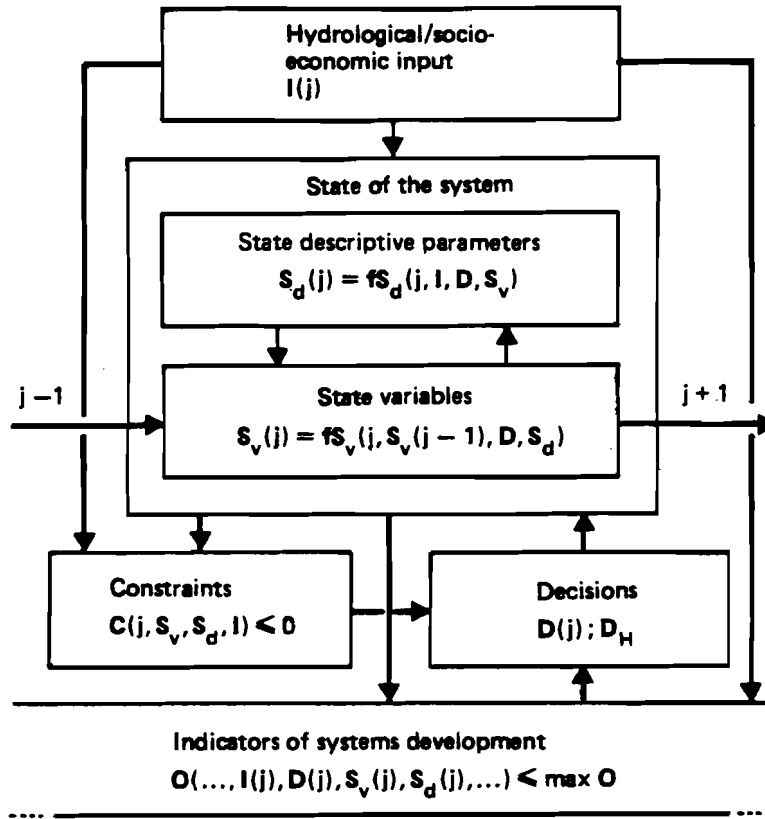 Hydrological/socio-
economic input
I(j)
State of the system
State descriptive parameters
S_d(j) = fS_d(j, I, D, S_v)
j – 1
State variables
j + 1
S_v(j) = fS_v(j, S_v(j – 1), D, S_d)
Constraints
C(j, S_v, S_d, I) ⩽ 0
Decisions
D(j); D_H
Indicators of systems development
O(..., I(j), D(j), S_v(j), S_d(j), ...) ⩽ max O